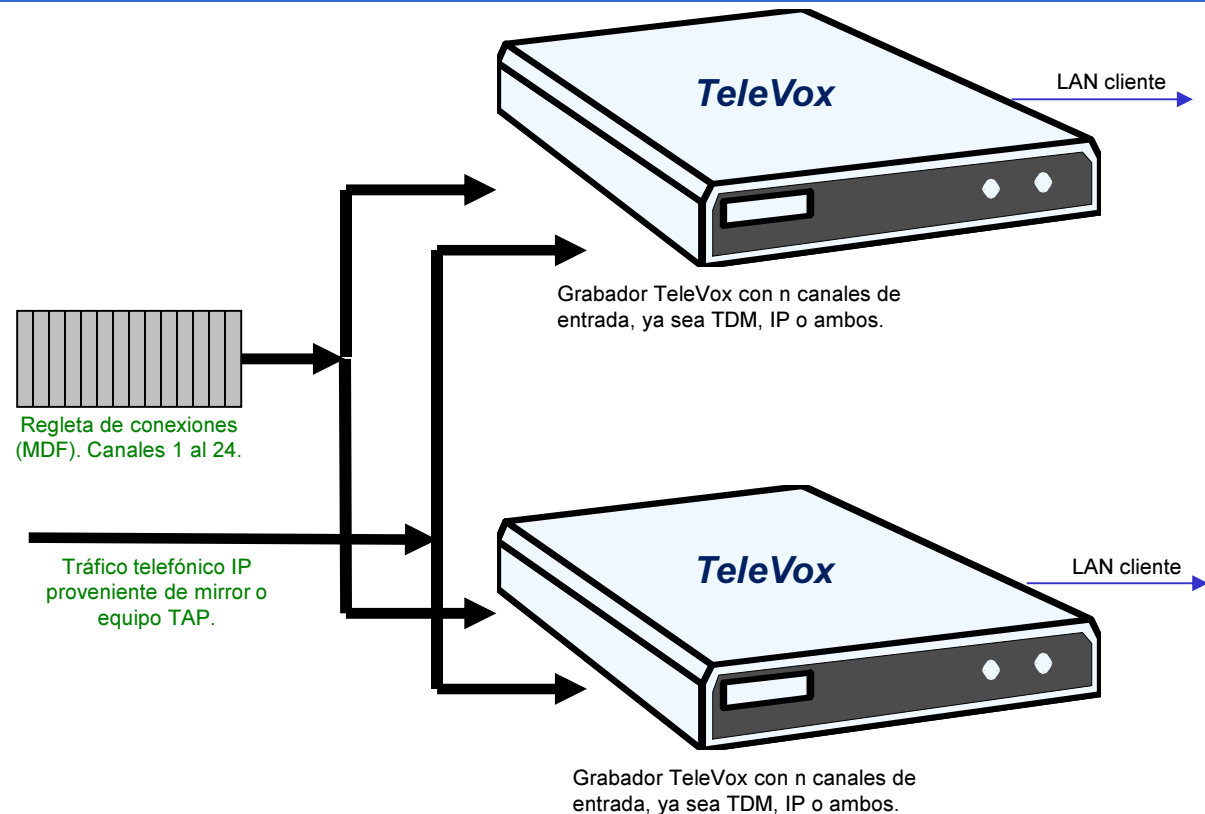 TeleVox
LAN cliente
Grabador TeleVox con n canales de
entrada, ya sea TDM, IP o ambos.
Regleta de conexiones
(MDF). Canales 1 al 24.
Tráfico telefónico IP
proveniente de mirror o
equipo TAP.
TeleVox
LAN cliente
Grabador TeleVox con n canales de
entrada, ya sea TDM, IP o ambos.